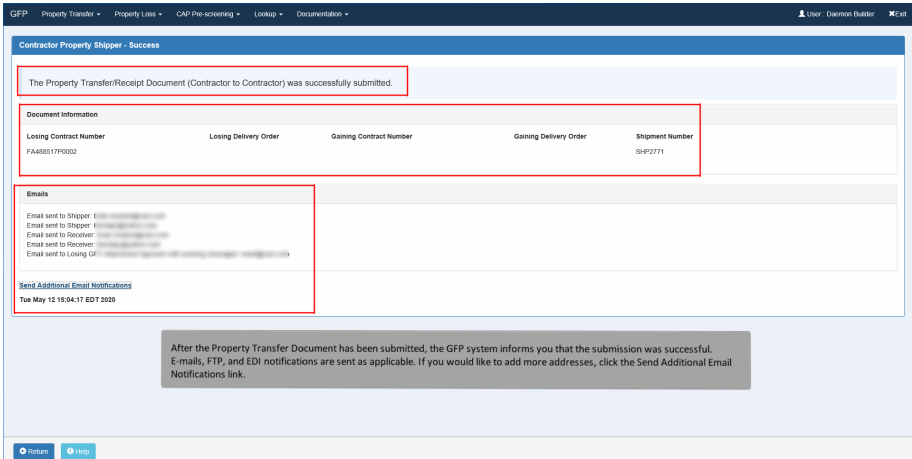 GFP Property Transfer Property Loss CAP Pre-screening Lookup Documentation User : Daemon Builder Exit
Contractor Property Shipper - Success
The Property Transfer/Receipt Document (Contractor to Contractor) was successfully submitted.
Document Information
Losing Contract Number Losing Delivery Order Gaining Contract Number Gaining Delivery Order Shipment Number
FA488517P0002 SHP2771
Emails
Email sent to Shipper:
Email sent to Shipper:
Email sent to Receiver:
Email sent to Receiver:
Email sent to Losing
Send Additional Email Notifications
Tue May 12 15:04:17 EDT 2020
After the Property Transfer Document has been submitted, the GFP system informs you that the submission was successful.
E-mails, FTP, and EDI notifications are sent as applicable. If you would like to add more addresses, click the Send Additional Email
Notifications link.
Return Help